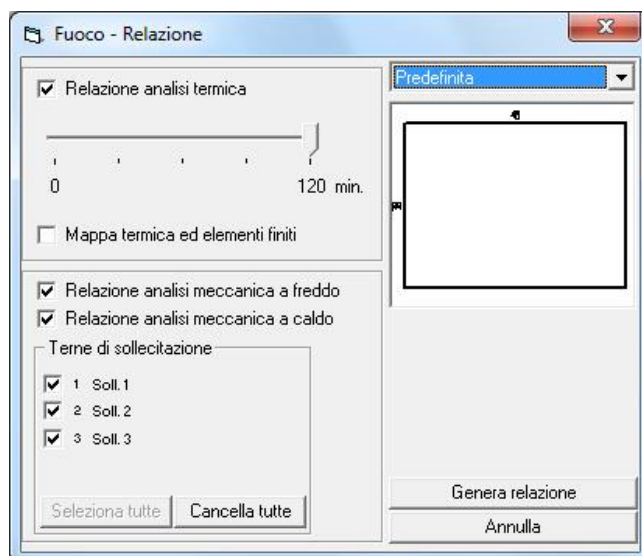 Fuoco - Relazione
Relazione analisi termica
0
120 min.
Mappa termica ed elementi finiti
Relazione analisi meccanica a freddo
Relazione analisi meccanica a caldo
Terne di sollecitazione
1 Soll.1
2 Soll.2
3 Soll.3
Seleziona tutte
Cancella tutte
Predefinita
Genera relazione
Annulla